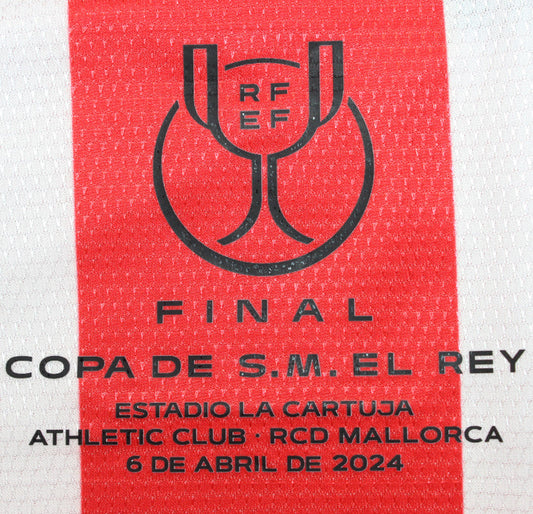 RF
EF
FINAL
COPA DE S.M. EL REY
ESTADIO LA CARTUJA
ATHLETIC CLUB · RCD MALLORCA
6 DE ABRIL DE 2024